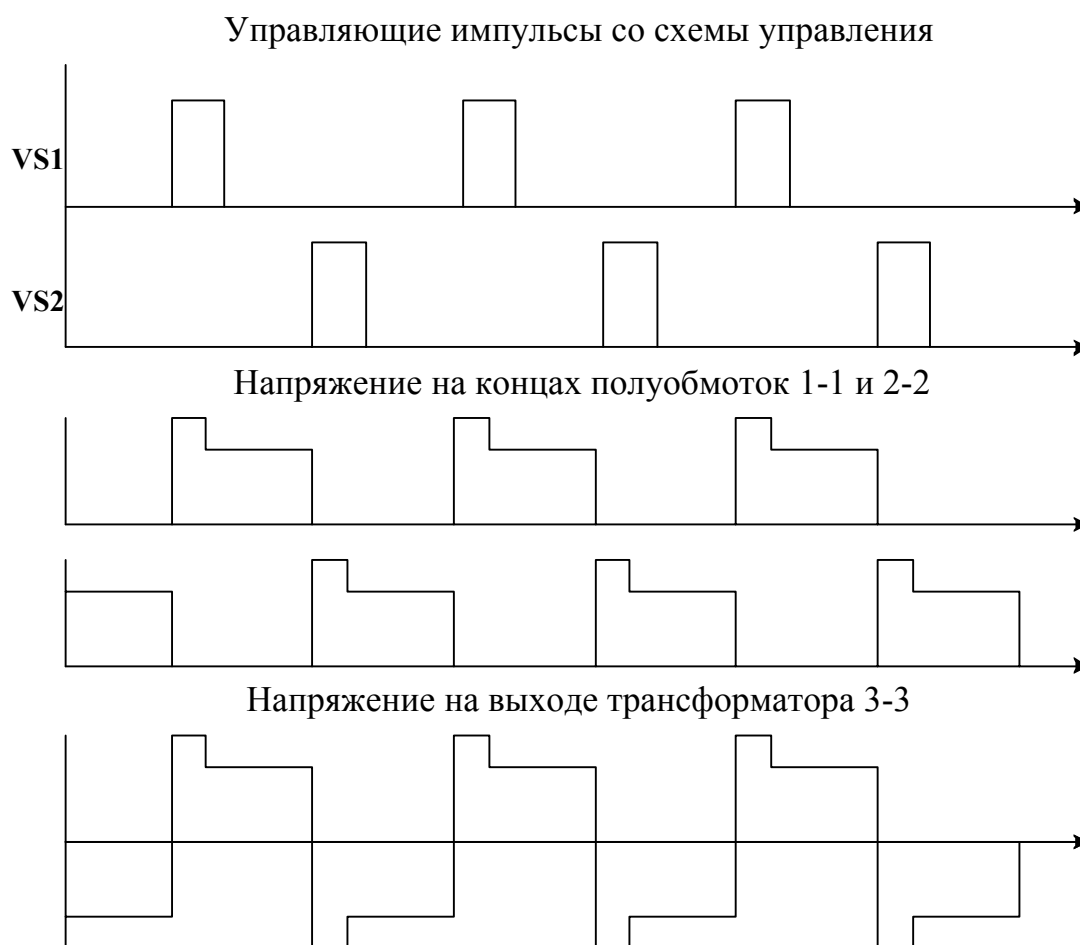 Управляющие импульсы со схемы управления
VS1
VS2
Напряжение на концах полуобмоток 1-1 и 2-2
Напряжение на выходе трансформатора 3-3